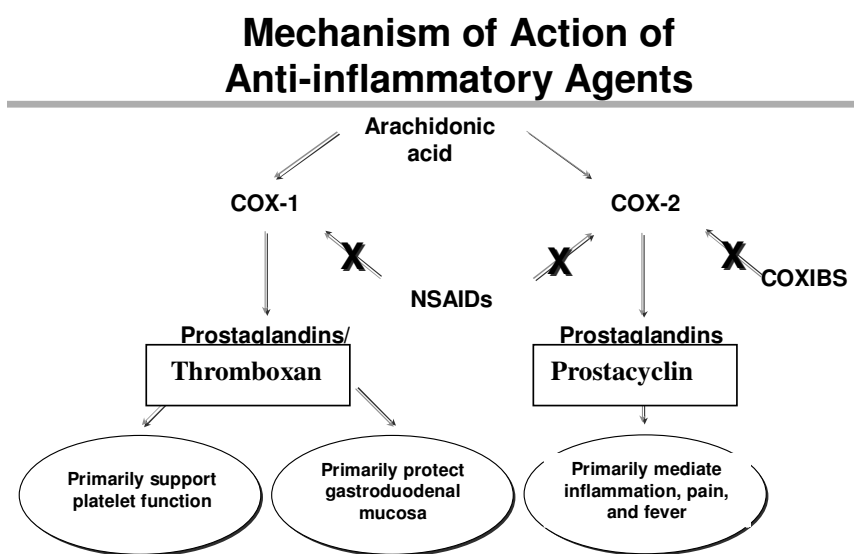 Mechanism of Action of
Anti-inflammatory Agents
Arachidonic
acid
COX-1
COX-2
X
X
X
COXIBS
NSAIDs
Prostaglandins/
Prostaglandins
Thromboxan
Prostacyclin
Primarily support
platelet function
Primarily protect
gastroduodenal
mucosa
Primarily mediate
inflammation, pain,
and fever